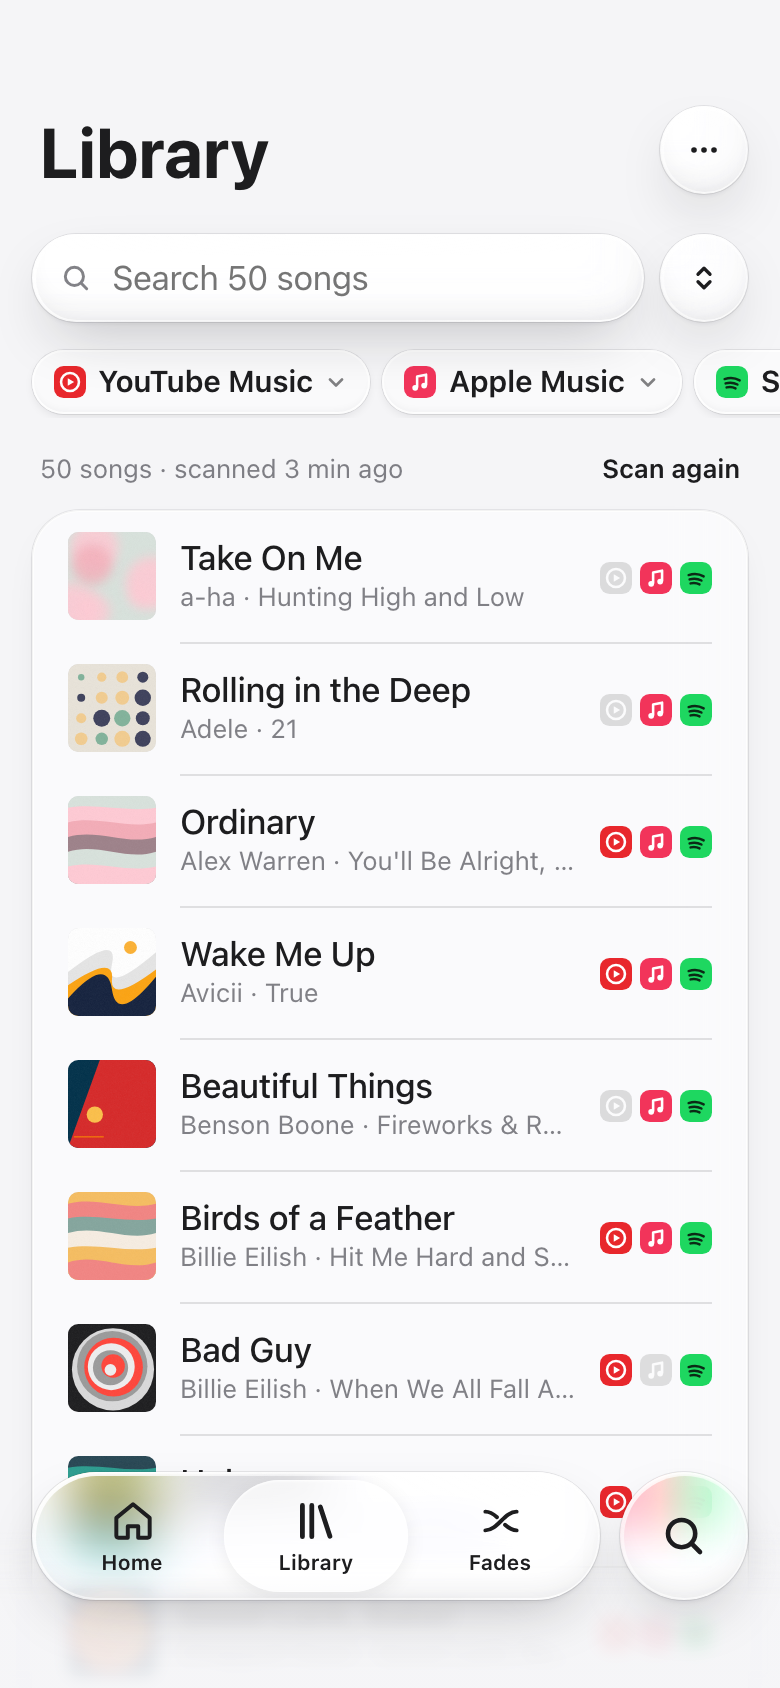 Library
Search 50 songs
YouTube Music
Apple Music
S
50 songs · scanned 3 min ago
Scan again
Take On Me
a-ha · Hunting High and Low
Rolling in the Deep
Adele · 21
Ordinary
Alex Warren · You'll Be Alright, ...
Wake Me Up
Avicii · True
Beautiful Things
Benson Boone · Fireworks & R...
Birds of a Feather
Billie Eilish · Hit Me Hard and S...
Bad Guy
Billie Eilish · When We All Fall A...
Home
Library
Fades